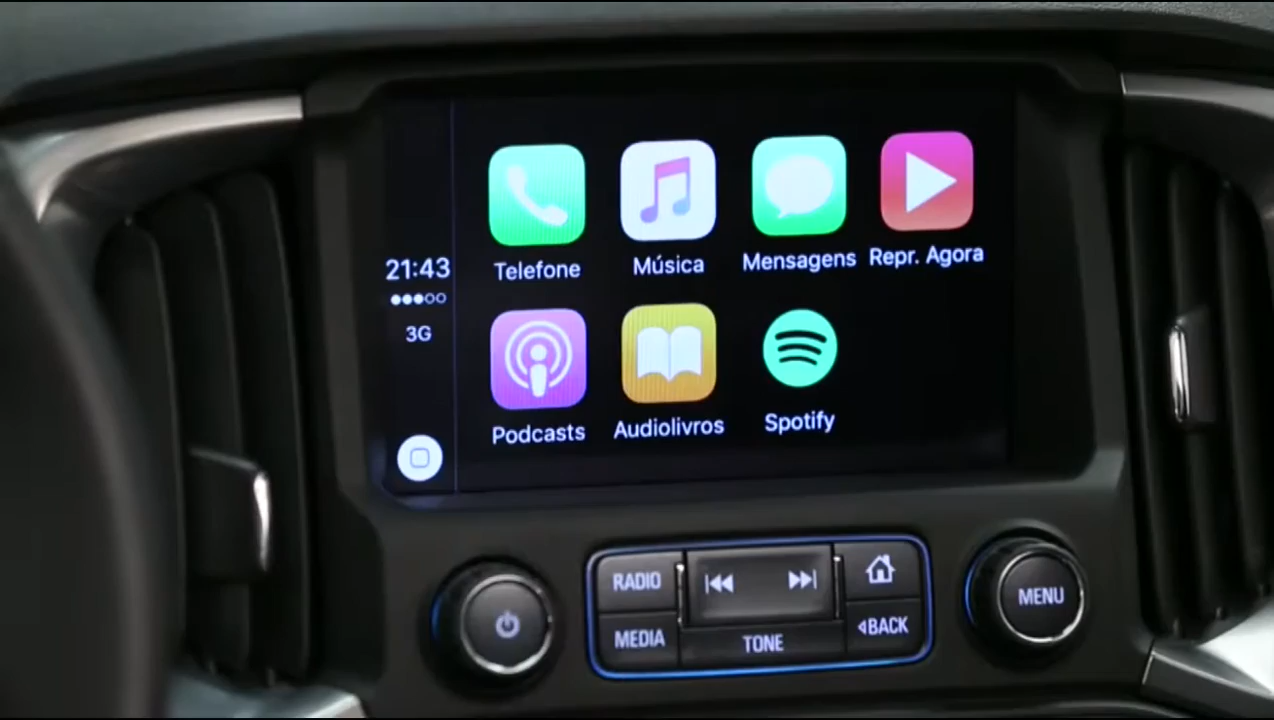 21:43
3G
Telefone
Música
Mensagens
Repr. Agora
Podcasts
Audiolivros
Spotify
RADIO
MEDIA
TONE
BACK
MENU